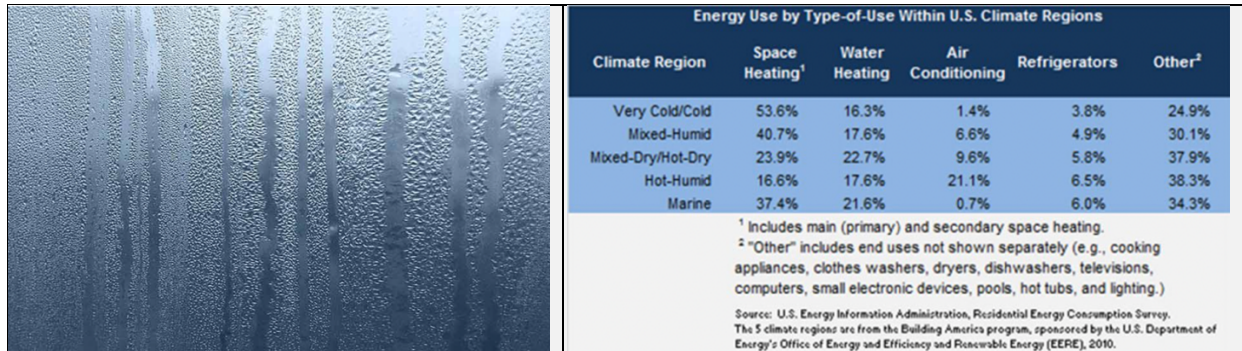 Energy Use by Type-of-Use Within U.S. Climate Regions
Climate Region Space Heating¹ Water Heating Air Conditioning Refrigerators Other²
Very Cold/Cold 53.6% 16.3% 1.4% 3.8% 24.9%
Mixed-Humid 40.7% 17.6% 6.6% 4.9% 30.1%
Mixed-Dry/Hot-Dry 23.9% 22.7% 9.6% 5.8% 37.9%
Hot-Humid 16.6% 17.6% 21.1% 6.5% 38.3%
Marine 37.4% 21.6% 0.7% 6.0% 34.3%
¹ Includes main (primary) and secondary space heating.
² "Other" includes end uses not shown separately (e.g., cooking
appliances, clothes washers, dryers, dishwashers, televisions,
computers, small electronic devices, pools, hot tubs, and lighting.)
Source: U.S. Energy Information Administration, Residential Energy Consumption Survey.
The 5 climate regions are from the Building America program, sponsored by the U.S. Department of
Energy's Office of Energy and Efficiency and Renewable Energy (EERE), 2010.